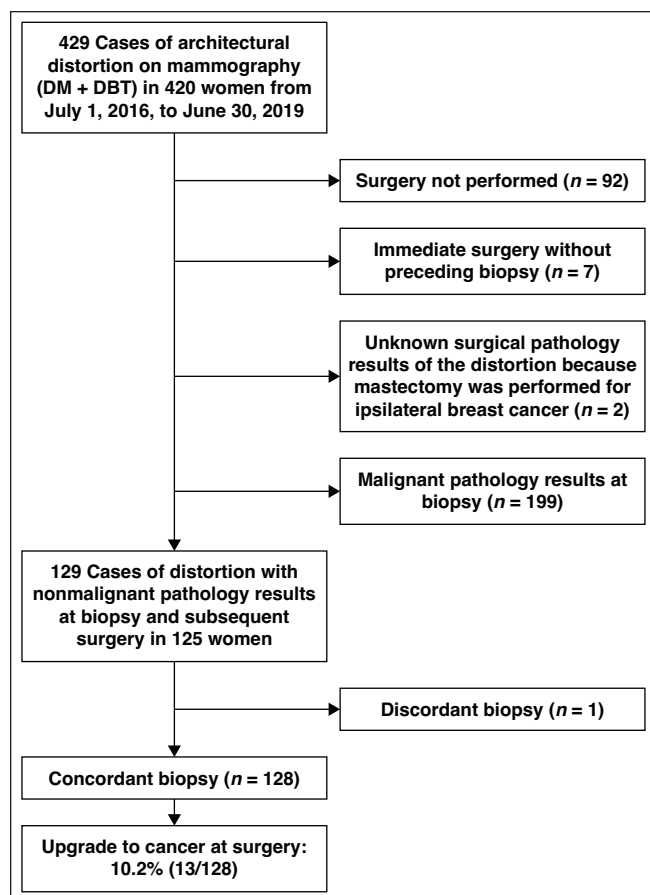 429 Cases of architectural
distortion on mammography
(DM + DBT) in 420 women from
July 1, 2016, to June 30, 2019
Surgery not performed (n = 92)
Immediate surgery without
preceding biopsy (n = 7)
Unknown surgical pathology
results of the distortion because
mastectomy was performed for
ipsilateral breast cancer (n = 2)
Malignant pathology results at
biopsy (n = 199)
129 Cases of distortion with
nonmalignant pathology results
at biopsy and subsequent
surgery in 125 women
Discordant biopsy (n = 1)
Concordant biopsy (n = 128)
Upgrade to cancer at surgery:
10.2% (13/128)